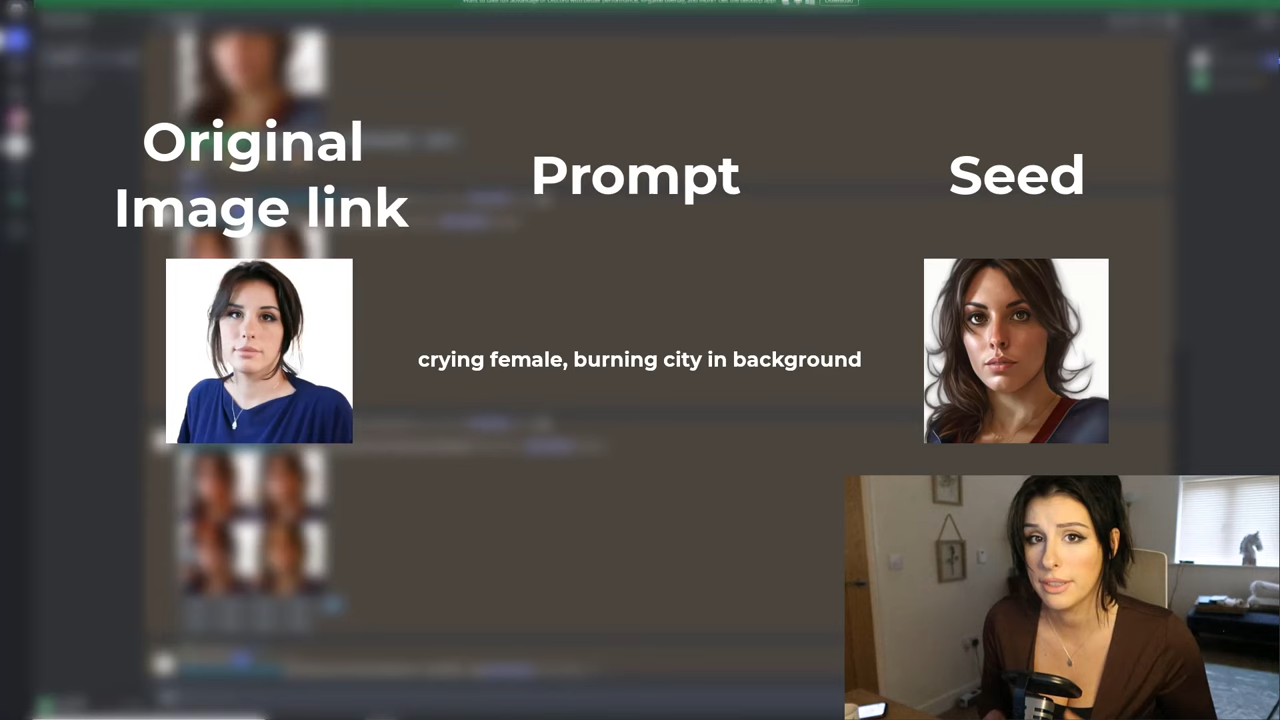 Original
Image link
Prompt
Seed
crying female, burning city in background